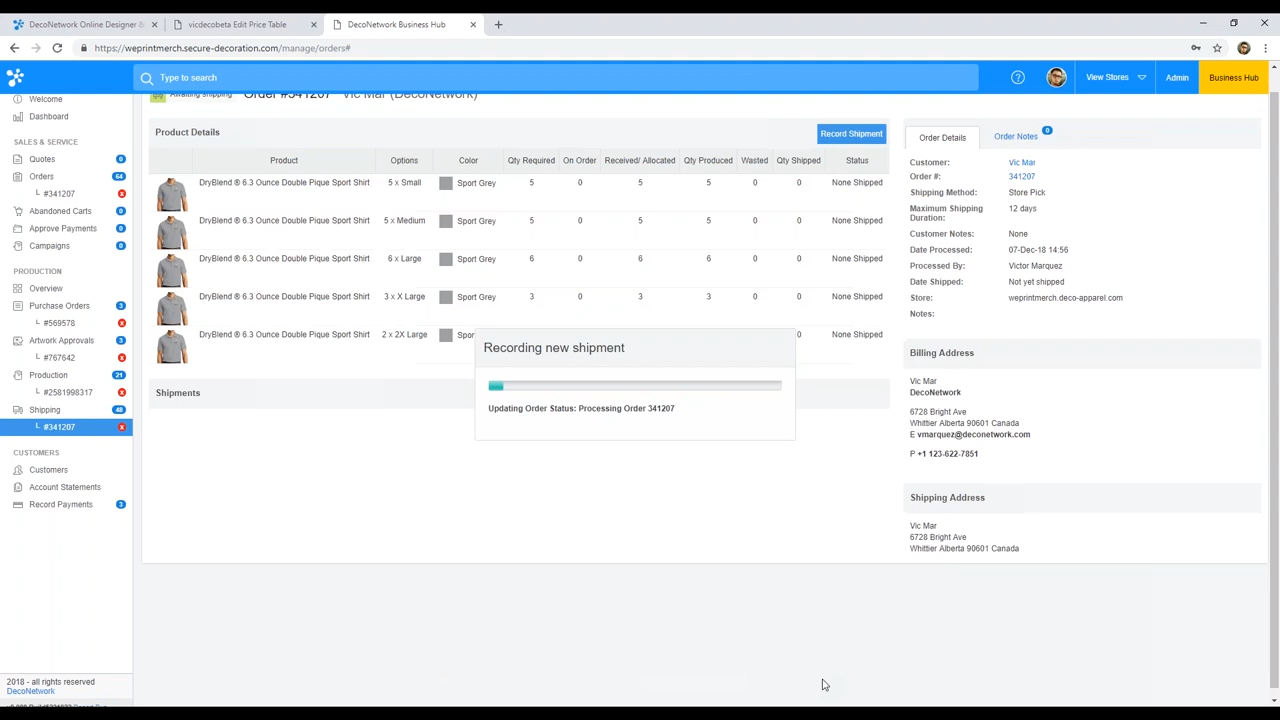 DecoNetwork Online Designer &
vicdecobeta Edit Price Table
DecoNetwork Business Hub
https://weprintmerch.secure-decoration.com/manage/orders#
Type to search
View Stores
Admin
Business Hub
Welcome
Dashboard
SALES & SERVICE
Quotes 0
Orders 64
#341207
Abandoned Carts 0
Approve Payments 0
Campaigns 0
PRODUCTION
Overview
Purchase Orders 3
#569578
Artwork Approvals 3
#767642
Production 21
#2581998317
Shipping 48
#341207
CUSTOMERS
Customers
Account Statements
Record Payments 3
2018 - all rights reserved
DecoNetwork
Awaiting shipping Order #341207 Vic Mar (DecoNetwork)
Product Details
Record Shipment
Product Options Color Qty Required On Order Received/ Allocated Qty Produced Wasted Qty Shipped Status
DryBlend ® 6.3 Ounce Double Pique Sport Shirt 5 x Small Sport Grey 5 0 5 5 0 0 None Shipped
DryBlend ® 6.3 Ounce Double Pique Sport Shirt 5 x Medium Sport Grey 5 0 5 5 0 0 None Shipped
DryBlend ® 6.3 Ounce Double Pique Sport Shirt 6 x Large Sport Grey 6 0 6 6 0 0 None Shipped
DryBlend ® 6.3 Ounce Double Pique Sport Shirt 3 x X Large Sport Grey 3 0 3 3 0 0 None Shipped
DryBlend ® 6.3 Ounce Double Pique Sport Shirt 2 x 2X Large Spo 0 None Shipped
Recording new shipment
Updating Order Status: Processing Order 341207
Shipments
Order Details
Order Notes 0
Customer: Vic Mar
Order #: 341207
Shipping Method: Store Pick
Maximum Shipping Duration: 12 days
Customer Notes: None
Date Processed: 07-Dec-18 14:56
Processed By: Victor Marquez
Date Shipped: Not yet shipped
Store: weprintmerch.deco-apparel.com
Notes:
Billing Address
Vic Mar
DecoNetwork
6728 Bright Ave
Whittier Alberta 90601 Canada
E vmarquez@deconetwork.com
P +1 123-622-7851
Shipping Address
Vic Mar
6728 Bright Ave
Whittier Alberta 90601 Canada